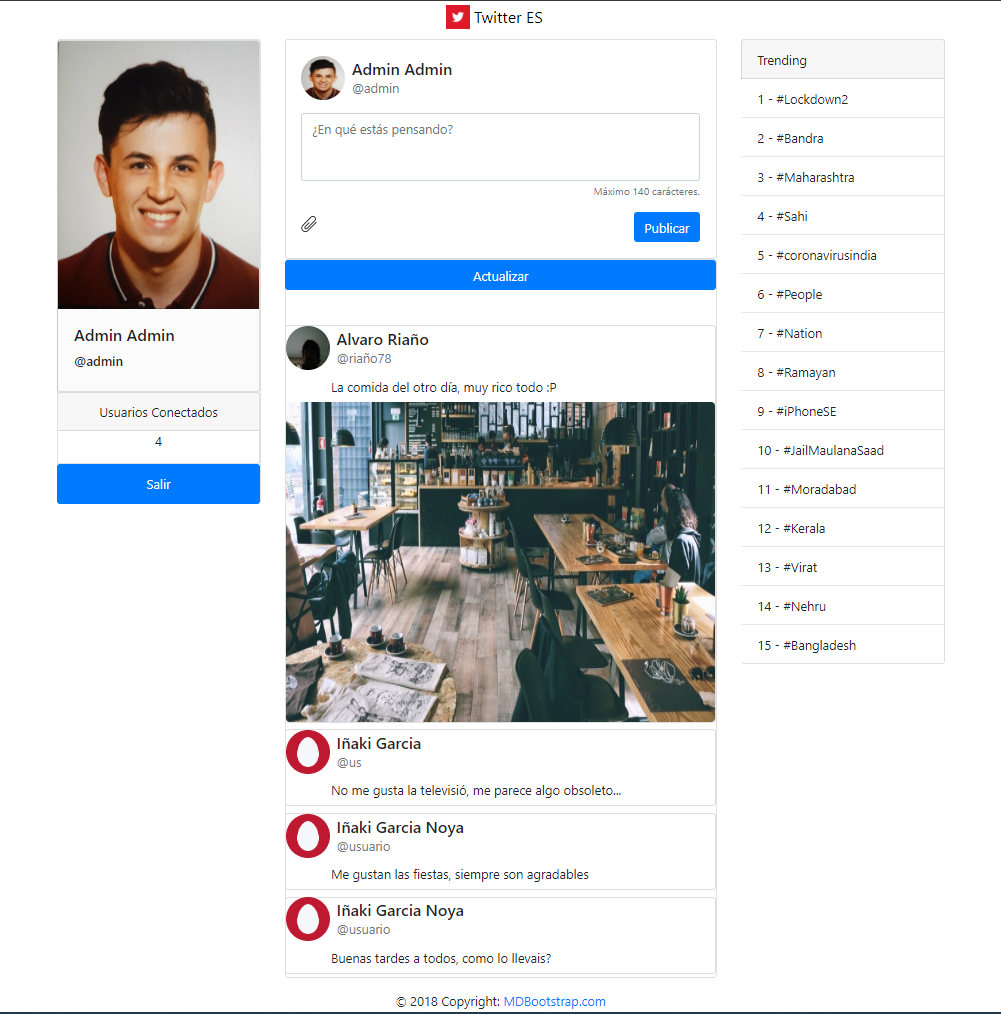 Twitter ES
Admin Admin
@admin
Usuarios Conectados
4
Salir
Admin Admin
@admin
¿En qué estás pensando?
Máximo 140 carácteres.
Publicar
Actualizar
Alvaro Riaño
@riaño78
La comida del otro día, muy rico todo :P
Iñaki Garcia
@us
No me gusta la televisió, me parece algo obsoleto...
Iñaki Garcia Noya
@usuario
Me gustan las fiestas, siempre son agradables
Iñaki Garcia Noya
@usuario
Buenas tardes a todos, como lo llevais?
Trending
1 - #Lockdown2
2 - #Bandra
3 - #Maharashtra
4 - #Sahi
5 - #coronavirusindia
6 - #People
7 - #Nation
8 - #Ramayan
9 - #iPhoneSE
10 - #JailMaulanaSaad
11 - #Moradabad
12 - #Kerala
13 - #Virat
14 - #Nehru
15 - #Bangladesh
© 2018 Copyright: MDBootstrap.com